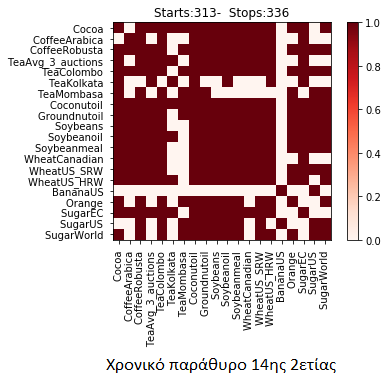 Starts:313-  Stops:336
Cocoa
CoffeeArabica
CoffeeRobusta
TeaAvg_3_auctions
TeaColombo
TeaKolkata
TeaMombasa
Coconutoil
Groundnutoil
Soybeans
Soybeanoil
Soybeanmeal
WheatCanadian
WheatUS_SRW
WheatUS_HRW
BananaUS
Orange
SugarEC
SugarUS
SugarWorld
1.0
0.8
0.6
0.4
0.2
0.0
Cocoa
CoffeeArabica
CoffeeRobusta
TeaAvg_3_auctions
TeaColombo
TeaKolkata
TeaMombasa
Coconutoil
Groundnutoil
Soybeans
Soybeanoil
Soybeanmeal
WheatCanadian
WheatUS_SRW
WheatUS_HRW
BananaUS
Orange
SugarEC
SugarUS
SugarWorld
Χρονικό παράθυρο 14ης 2ετίας